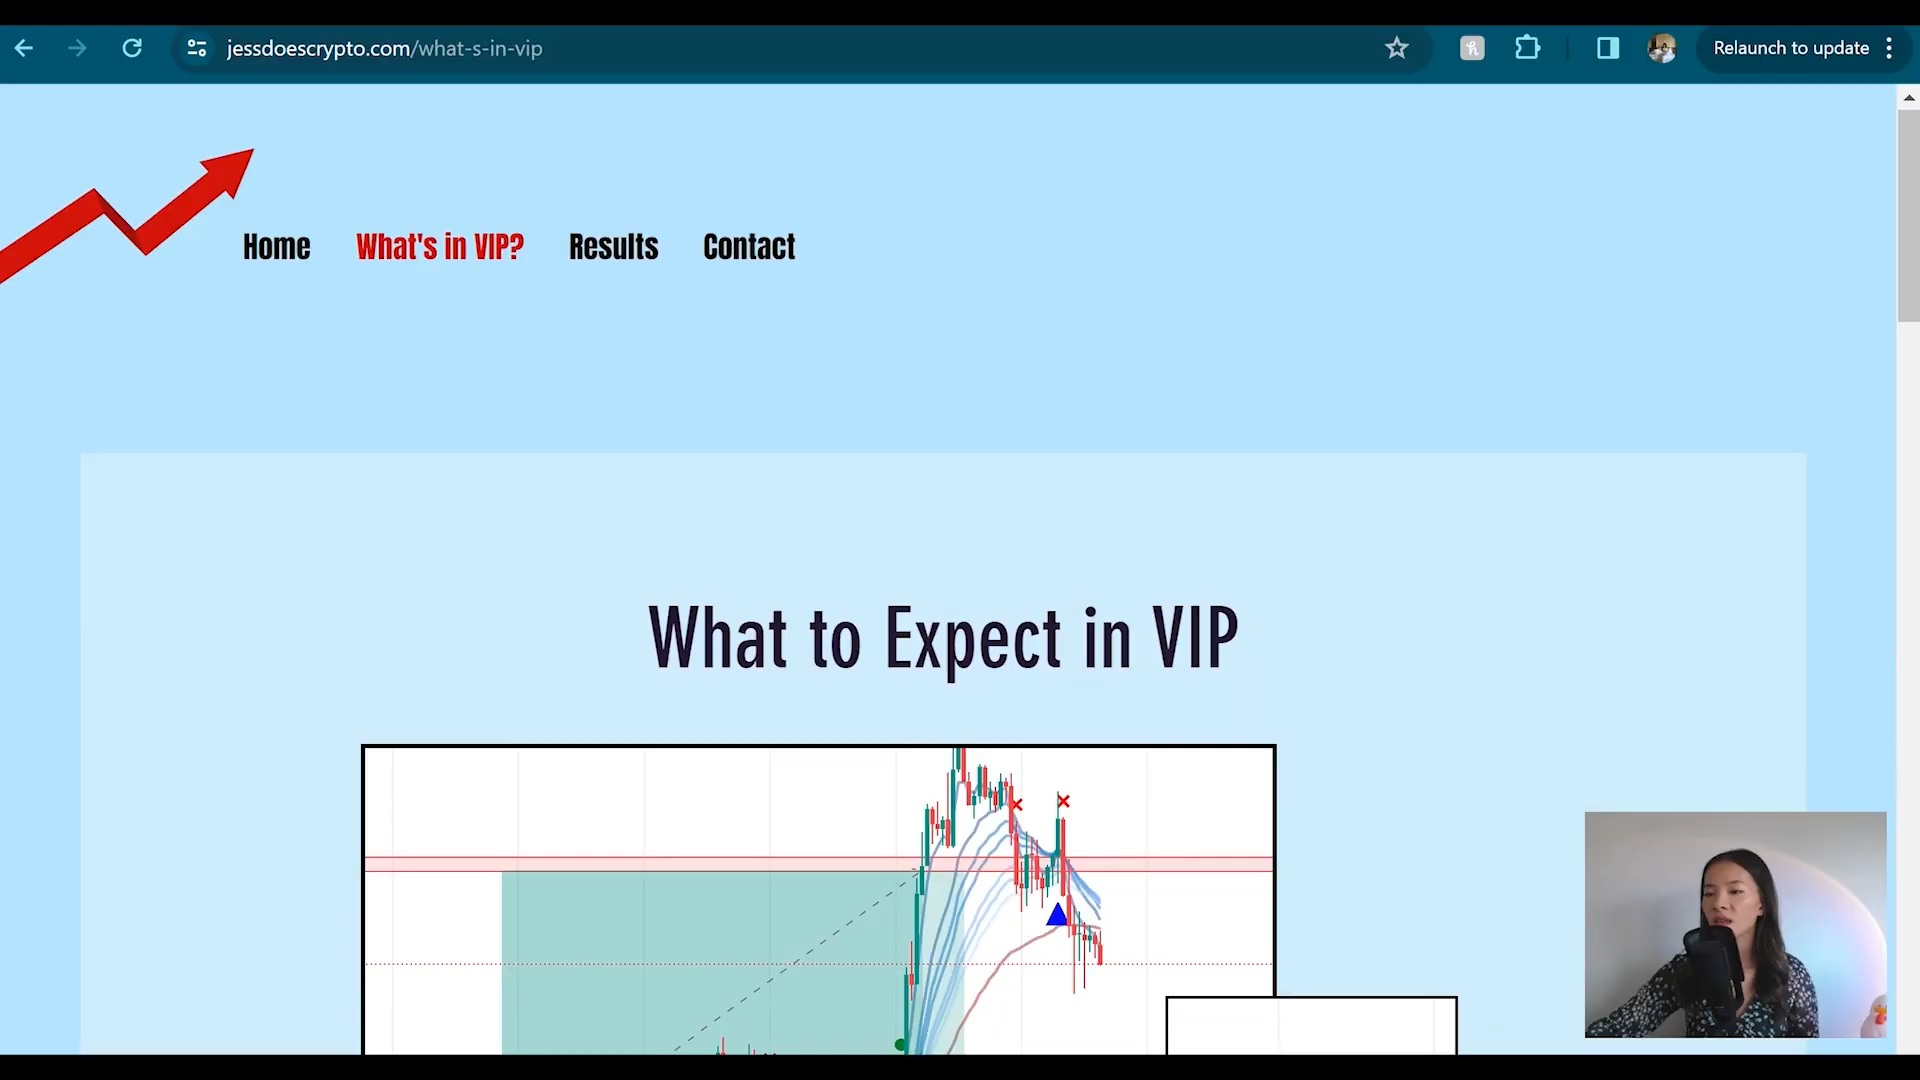 jessdoescrypto.com/what-s-in-vip
Relaunch to update
Home What's in VIP? Results Contact
What to Expect in VIP